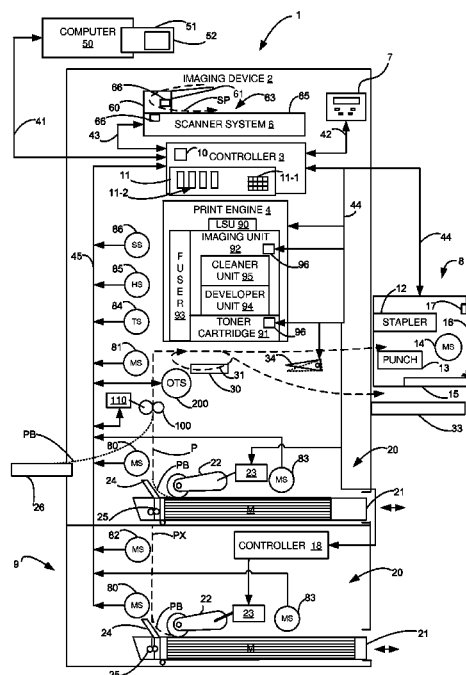 51
COMPUTER
50
52
1
IMAGING DEVICE 2
7
66
61
60
SP
63
65
66
SCANNER SYSTEM 6
41
43
42
10
CONTROLLER 3
11
11-1
11-2
44
44
PRINT ENGINE 4
LSU 90
IMAGING UNIT
92
8
86
SS
96
CLEANER
UNIT 95
12
17
45
85
HS
FUSER
93
STAPLER
16
DEVELOPER
UNIT 94
14
MS
84
TS
TONER
CARTRIDGE 91
96
PUNCH
13
81
MS
34
α
31
15
OTS
30
200
33
110
100
PB
P
20
80
MS
PB
22
23
83
MS
24
26
25
M
21
PX
82
MS
CONTROLLER 18
9
20
80
MS
PB
22
83
24
23
MS
21
M
25